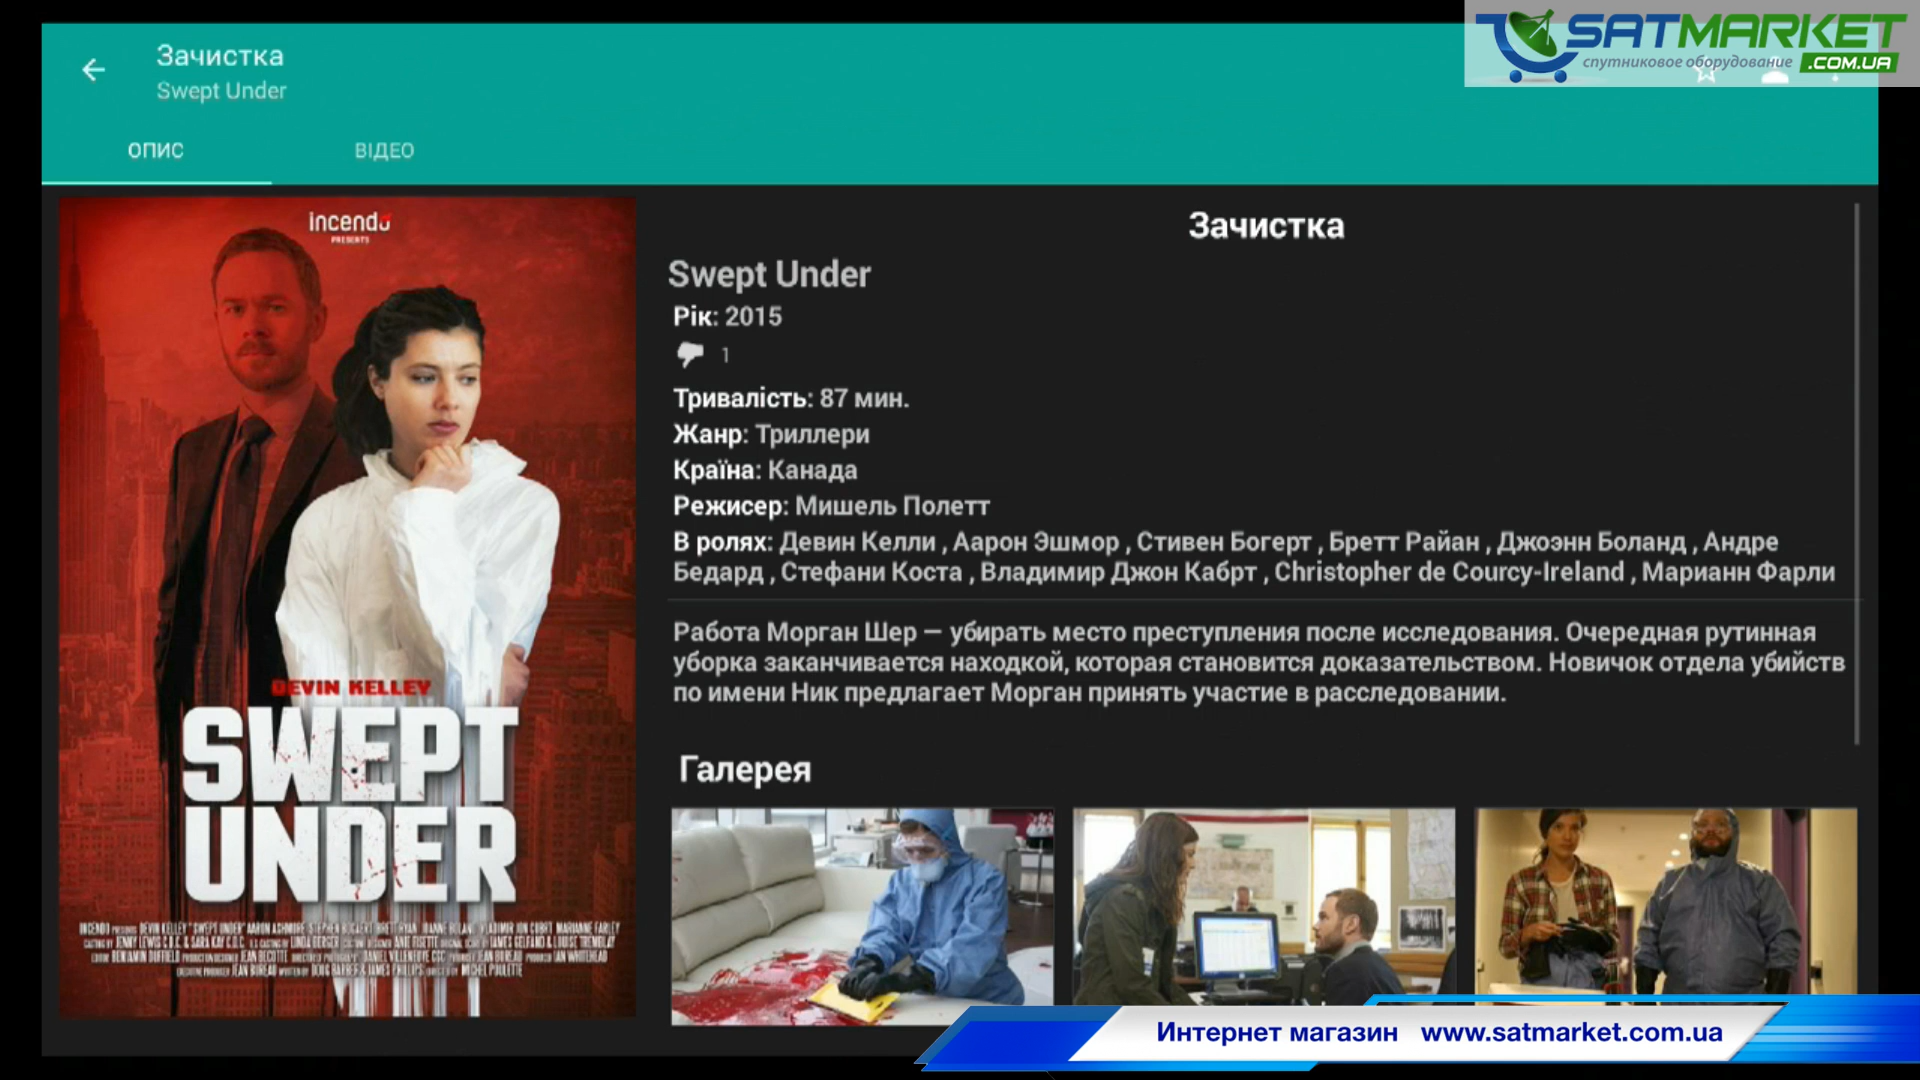 Зачистка
Swept Under
SATMARKET
спутниковое оборудование .COM.UA
ОПИС
ВІДЕО
incendo
PRESENTS
DEVIN KELLEY
SWEPT
UNDER
Зачистка
Swept Under
Рік: 2015
1
Тривалість: 87 мин.
Жанр: Триллери
Країна: Канада
Режисер: Мишель Полетт
В ролях: Девин Келли , Аарон Эшмор , Стивен Богерт , Бретт Райан , Джоэнн Боланд , Андре
Бедард , Стефани Коста , Владимир Джон Кабрт , Christopher de Courcy-Ireland , Марианн Фарли
Работа Морган Шер — убирать место преступления после исследования. Очередная рутинная
уборка заканчивается находкой, которая становится доказательством. Новичок отдела убийств
по имени Ник предлагает Морган принять участие в расследовании.
Галерея
Интернет магазин www.satmarket.com.ua